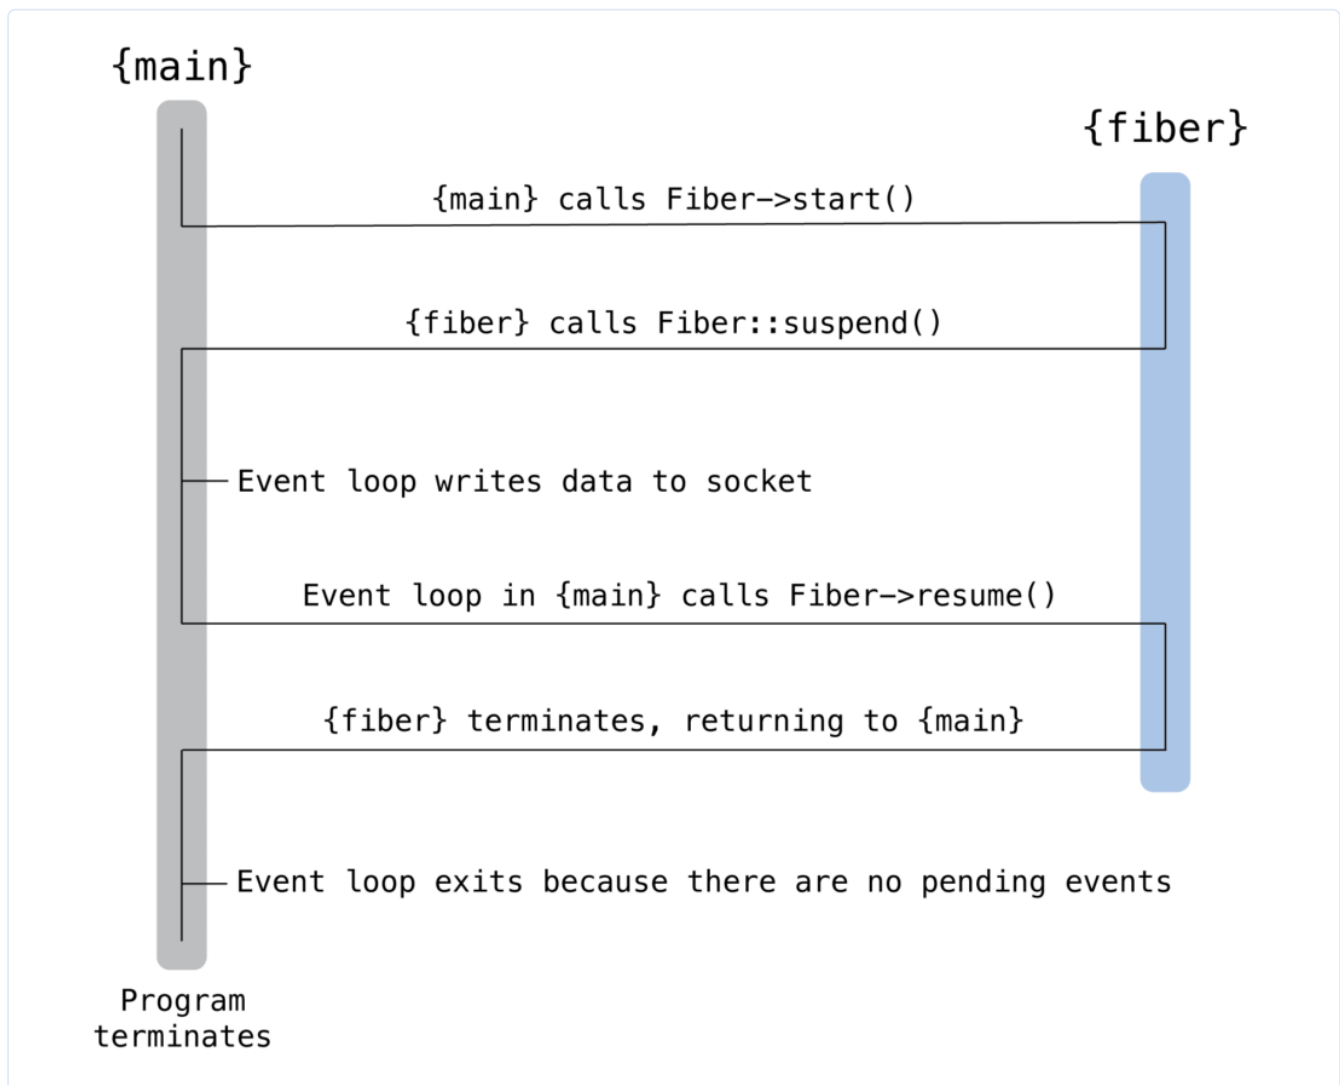 {main}
{fiber}
{main} calls Fiber->start()
{fiber} calls Fiber::suspend()
Event loop writes data to socket
Event loop in {main} calls Fiber->resume()
{fiber} terminates, returning to {main}
Event loop exits because there are no pending events
Program
terminates